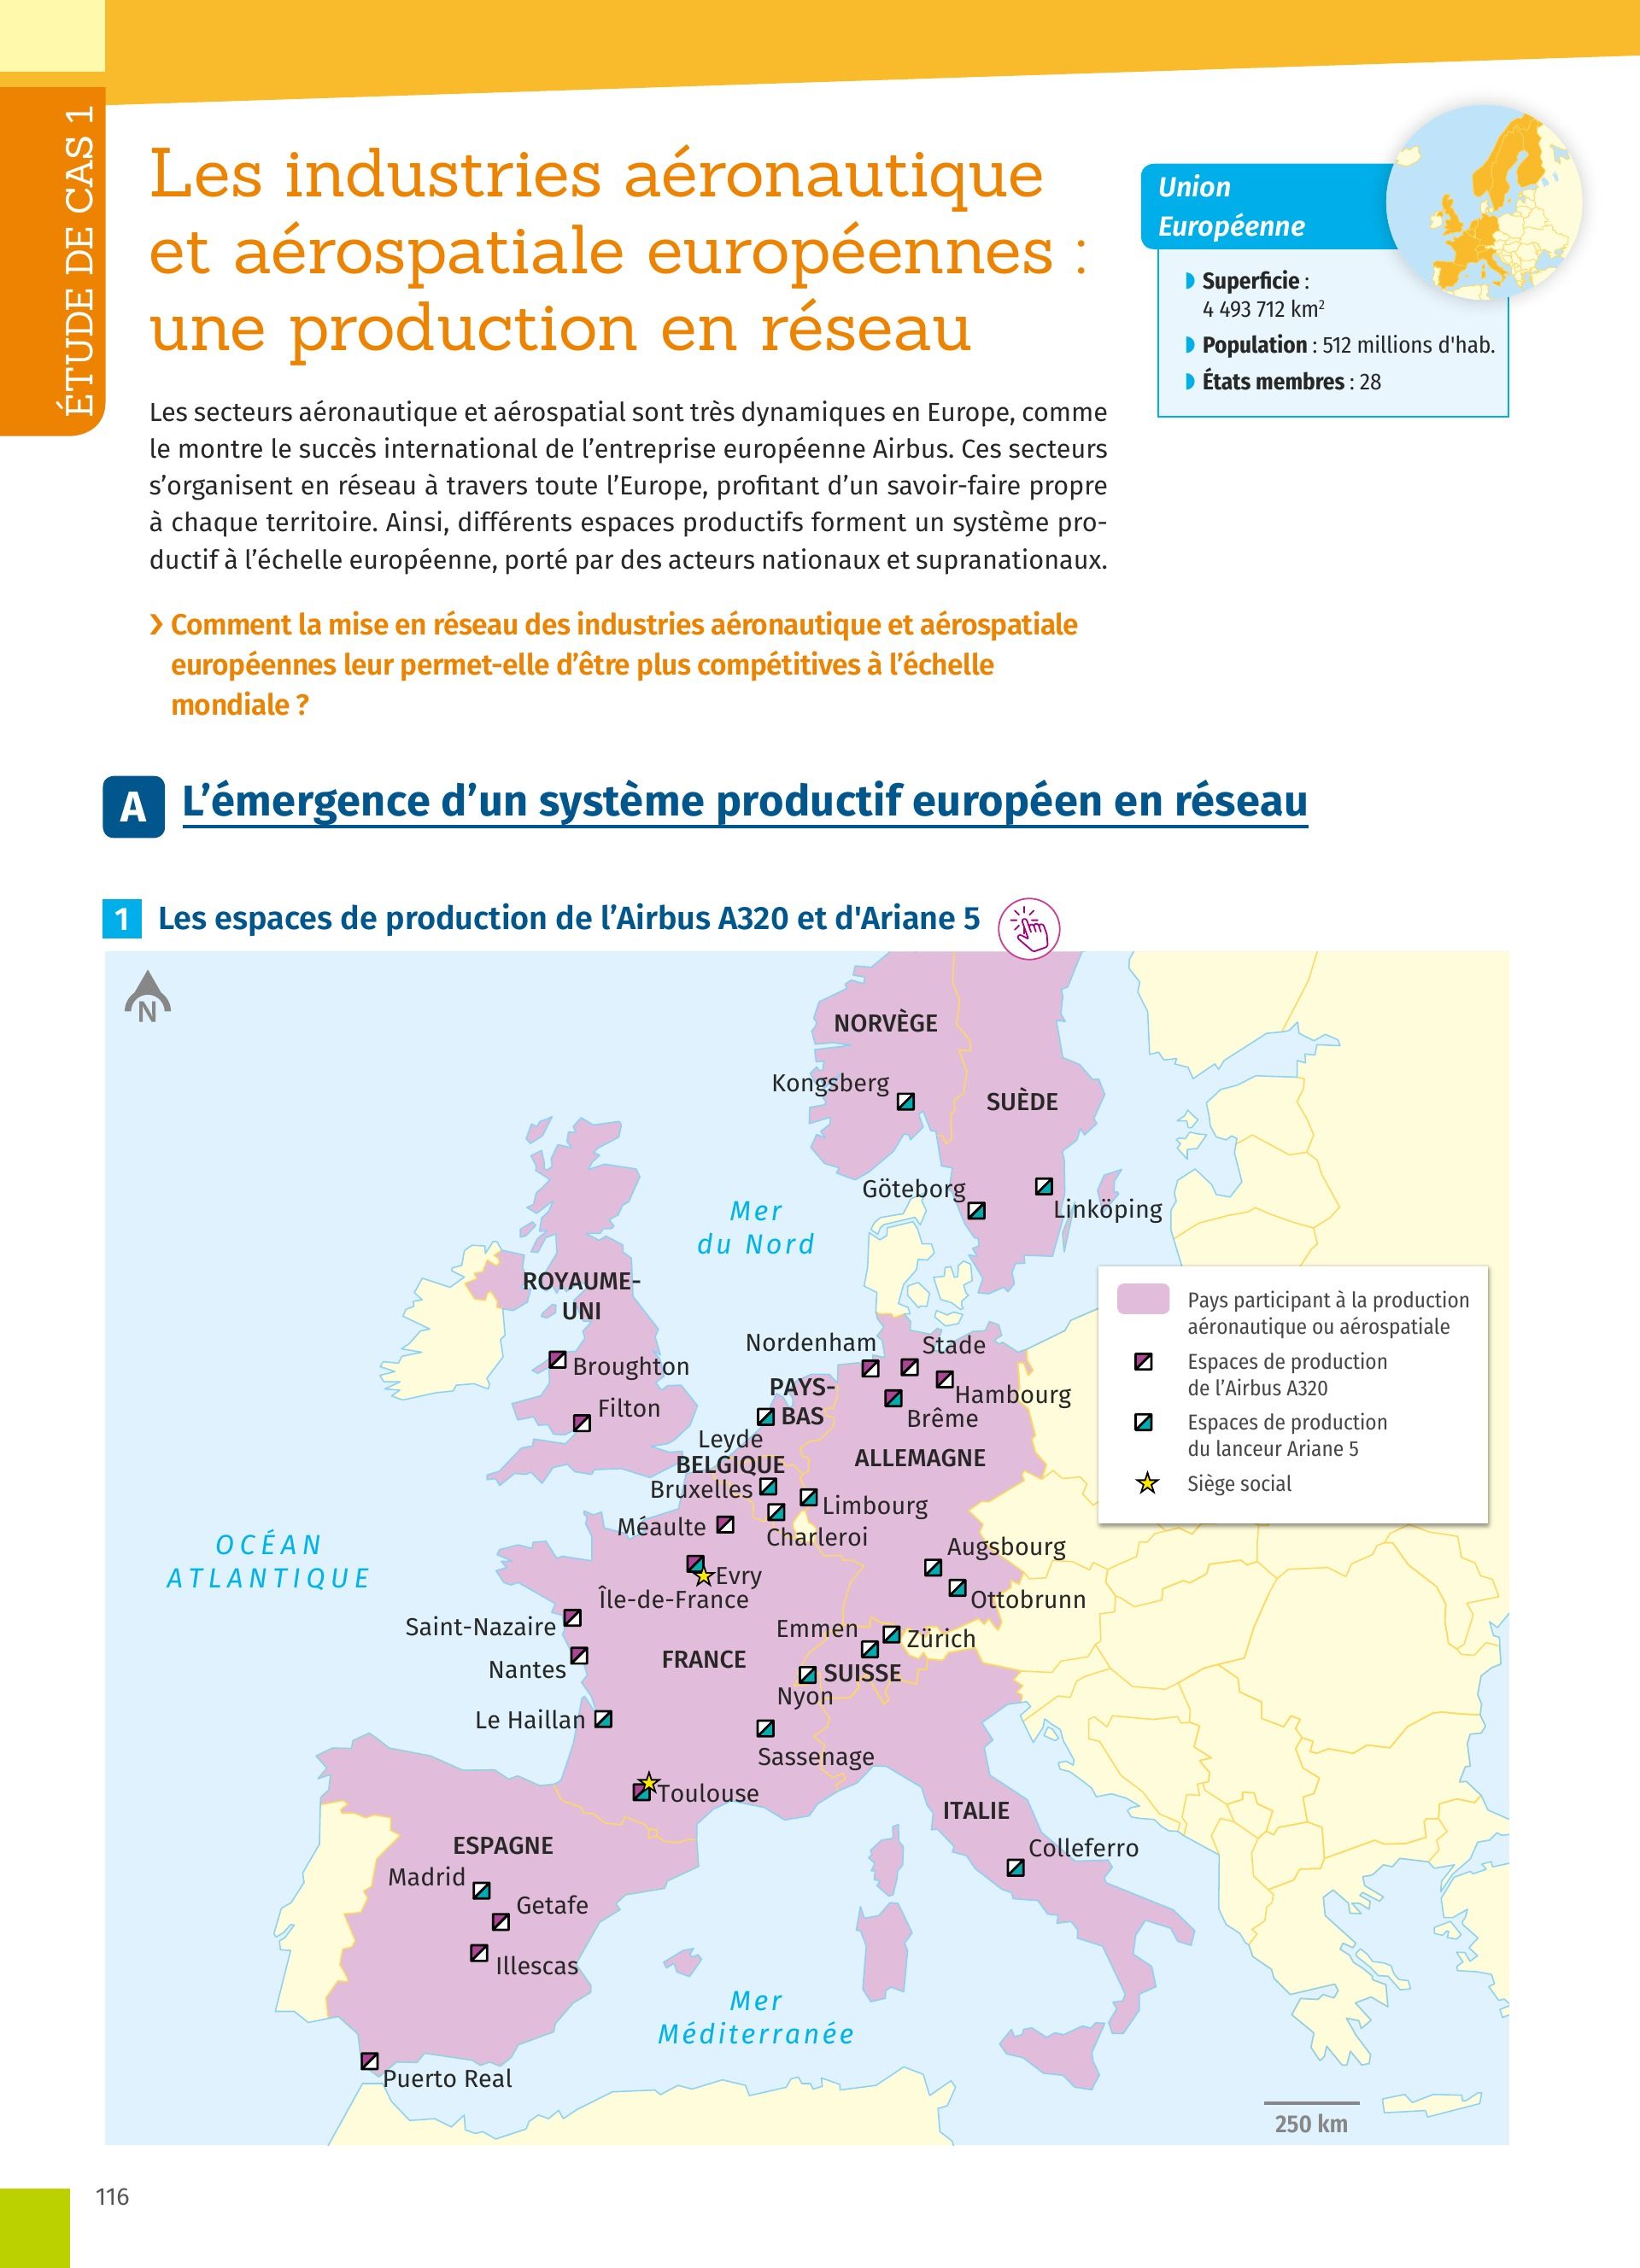 ÉTUDE DE CAS 1
Les industries aéronautique
et aérospatiale européennes :
une production en réseau
Union
Européenne
Superficie :
4 493 712 km²
Population : 512 millions d'hab.
États membres : 28
Les secteurs aéronautique et aérospatial sont très dynamiques en Europe, comme
le montre le succès international de l’entreprise européenne Airbus. Ces secteurs
s’organisent en réseau à travers toute l’Europe, profitant d’un savoir-faire propre
à chaque territoire. Ainsi, différents espaces productifs forment un système pro-
ductif à l’échelle européenne, porté par des acteurs nationaux et supranationaux.
Comment la mise en réseau des industries aéronautique et aérospatiale
européennes leur permet-elle d’être plus compétitives à l’échelle
mondiale ?
A L’émergence d’un système productif européen en réseau
1 Les espaces de production de l’Airbus A320 et d'Ariane 5
N
NORVÈGE
Kongsberg
SUÈDE
Göteborg
Linköping
Mer
du Nord
ROYAUME-
UNI
Broughton
Filton
Nordenham
Stade
Hambourg
Brême
PAYS-
BAS
Leyde
BELGIQUE
Bruxelles
ALLEMAGNE
Limbourg
Charleroi
Méaulte
Pays participant à la production
aéronautique ou aérospatiale
Espaces de production
de l’Airbus A320
Espaces de production
du lanceur Ariane 5
Siège social
OCÉAN
ATLANTIQUE
Augsbourg
Evry
Île-de-France
Ottobrunn
Saint-Nazaire
Emmen
Zürich
Nantes
FRANCE
SUISSE
Nyon
Le Haillan
Sassenage
Toulouse
ITALIE
ESPAGNE
Colleferro
Madrid
Getafe
Illescas
Mer
Méditerranée
Puerto Real
250 km
116